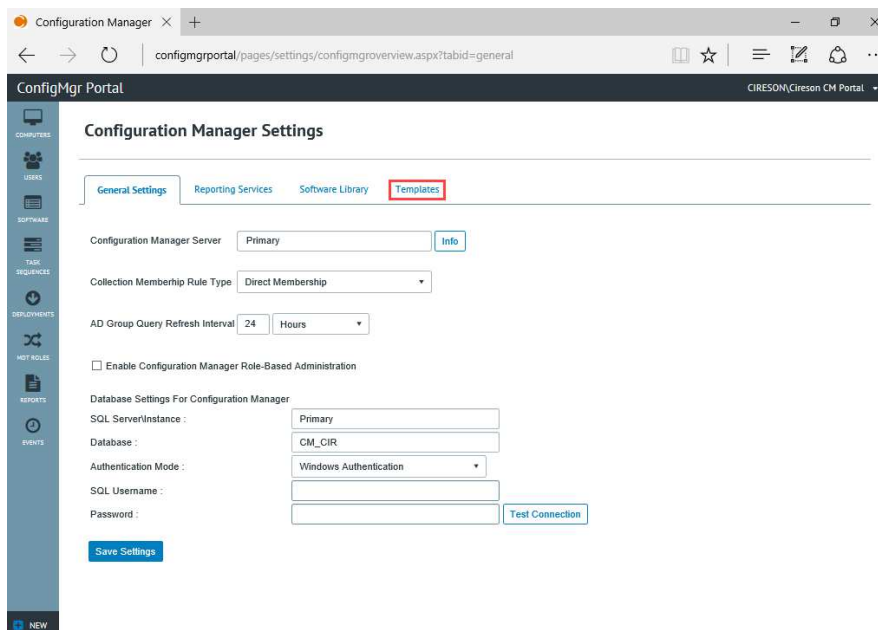 Configuration Manager
configmgrportal/pages/settings/configmgroverview.aspx?tabid=general
ConfigMgr Portal
CIRESON\Cireson CM Portal
COMPUTERS
USERS
SOFTWARE
TASK
SEQUENCES
DEPLOYMENTS
MDT ROLES
REPORTS
EVENTS
NEW
Configuration Manager Settings
General Settings Reporting Services Software Library Templates
Configuration Manager Server Primary Info
Collection Memberhip Rule Type Direct Membership
AD Group Query Refresh Interval 24 Hours
Enable Configuration Manager Role-Based Administration
Database Settings For Configuration Manager
SQL Server\Instance : Primary
Database : CM_CIR
Authentication Mode : Windows Authentication
SQL Username :
Password : Test Connection
Save Settings